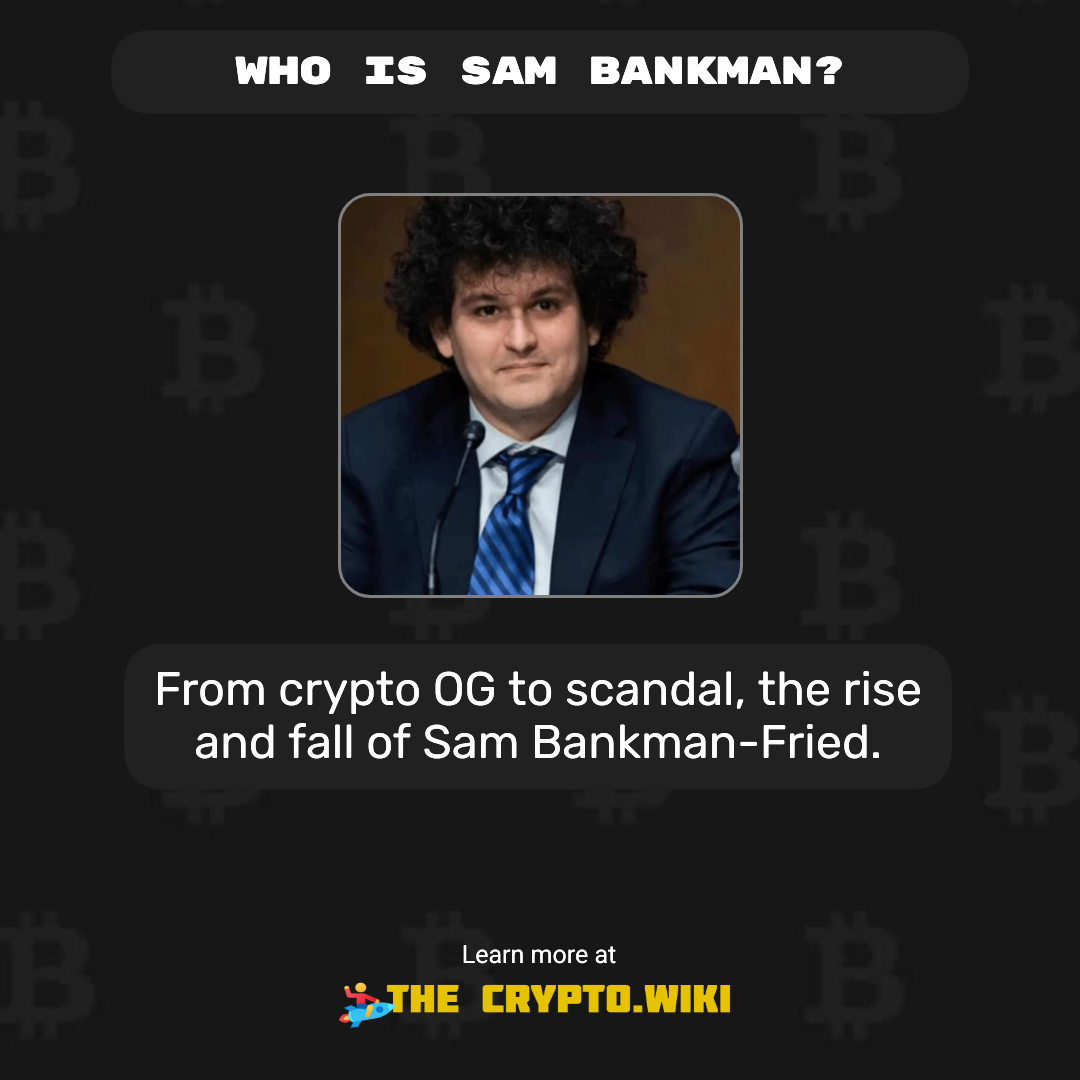 WHO IS SAM BANKMAN?
From crypto OG to scandal, the rise
and fall of Sam Bankman-Fried.
Learn more at
THE CRYPTO.WIKI